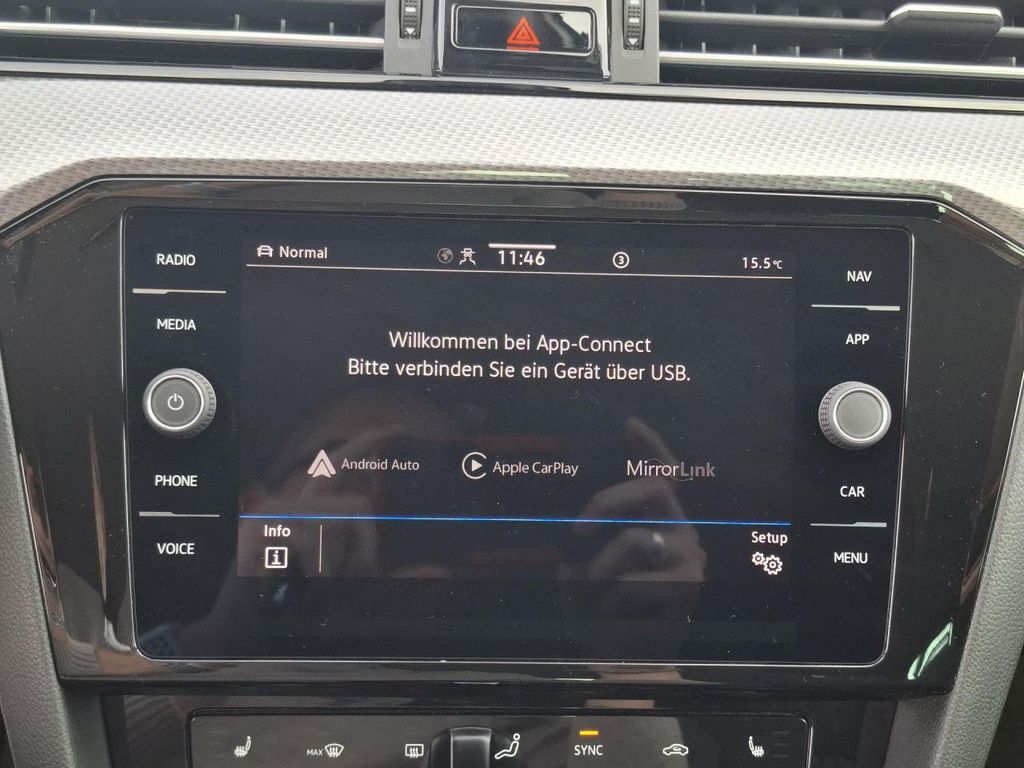 RADIO
MEDIA
PHONE
VOICE
Normal
11:46
3
15.5°C
Willkommen bei App-Connect
Bitte verbinden Sie ein Gerät über USB.
Android Auto
Apple CarPlay
MirrorLink
Info
i
Setup
NAV
APP
CAR
MENU
MAX
SYNC